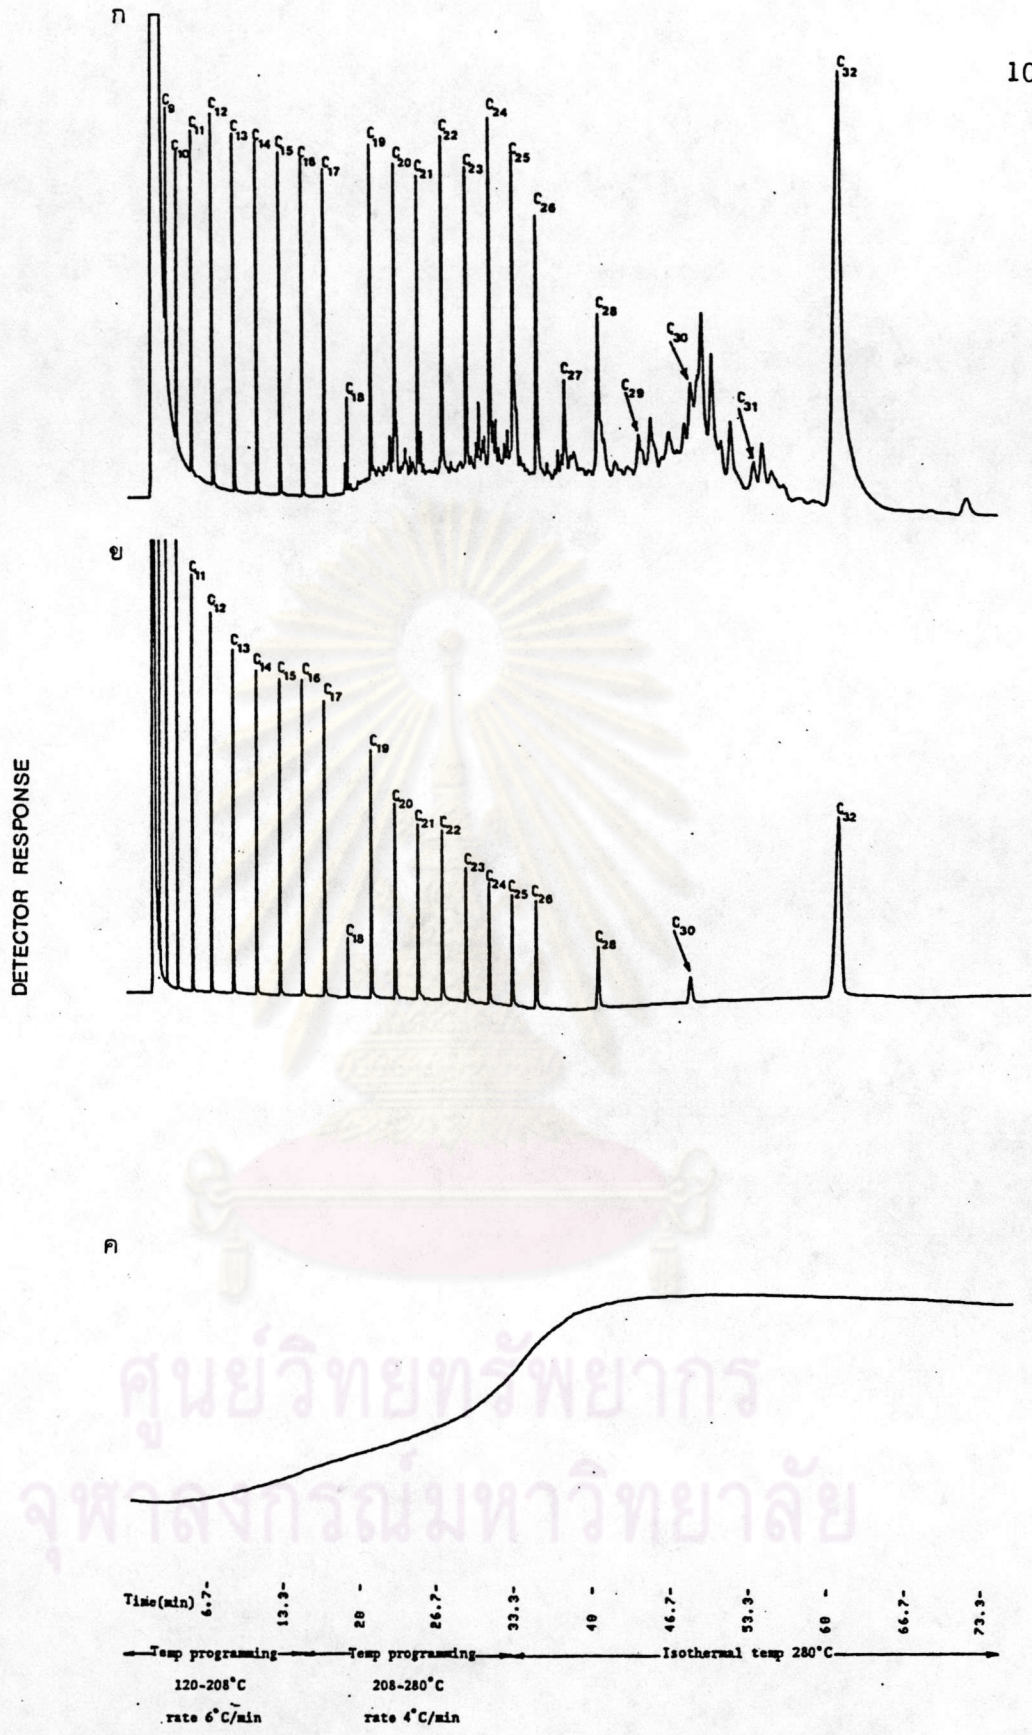 ก
10
C9
C10
C11
C12
C13
C14
C15
C16
C17
C18
C19
C20
C21
C22
C23
C24
C25
C26
C27
C28
C29
C30
C31
C32
ข
C11
C12
C13
C14
C15
C16
C17
C18
C19
C20
C21
C22
C23
C24
C25
C26
C28
C30
C32
DETECTOR RESPONSE
ค
ศูนย์วิทยทรัพยากร
จุฬาลงกรณ์มหาวิทยาลัย
Time(min) 6.7- 13.3- 20 - 26.7- 33.3- 40 - 46.7- 53.3- 60 - 66.7- 73.3-
Temp programming Temp programming Isothermal temp 280°C
120-208°C 208-280°C
rate 6°C/min rate 4°C/min